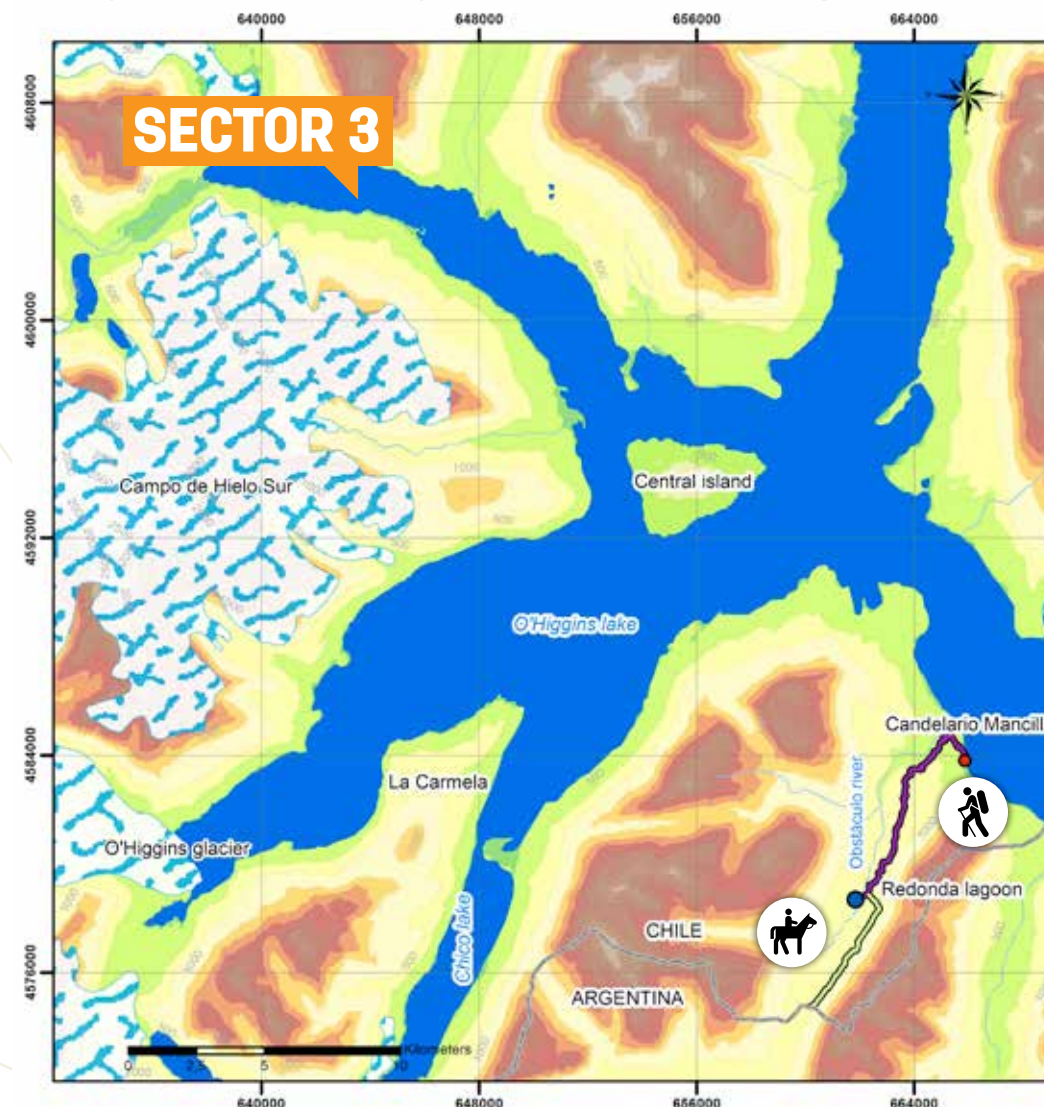 640000
648000
656000
664000
4608000
SECTOR 3
4600000
Central island
Campo de Hielo Sur
1000
4592000
O'Higgins lake
Candelario Mancill
4584000
La Carmela
Obstáculo river
O'Higgins glacier
Redonda lagoon
Chico lake
CHILE
4576000
ARGENTINA
Kilometers
0
2,5
5
10
640000
648000
656000
664000